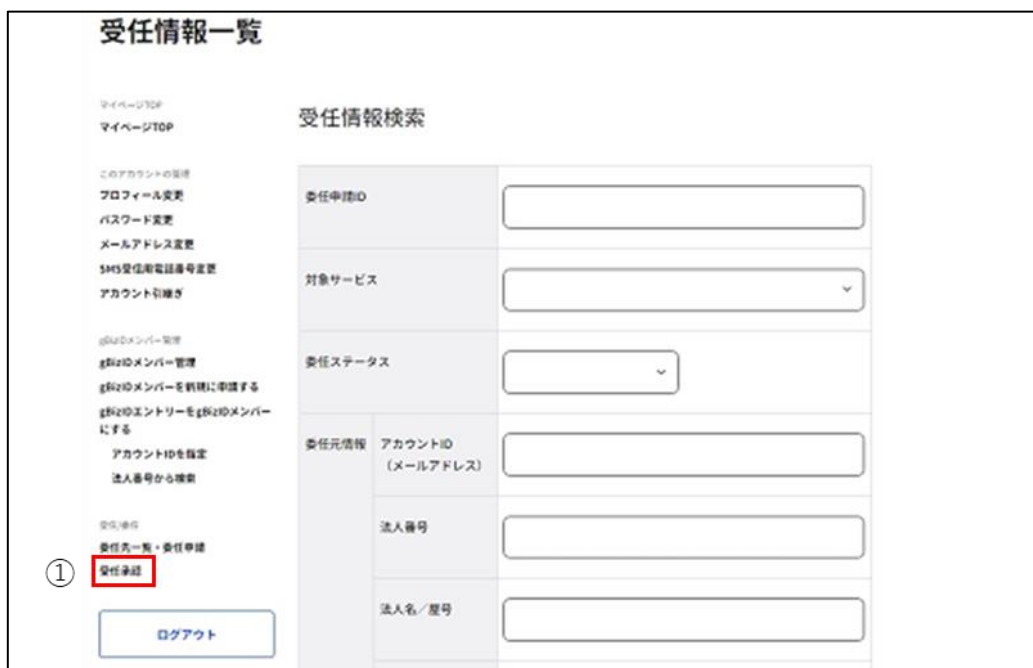 受任情報一覧
マイページTOP
マイページTOP
このアカウントの管理
プロフィール変更
パスワード変更
メールアドレス変更
SMS受信用電話番号変更
アカウント引継ぎ
gBizIDメンバー管理
gBizIDメンバー管理
gBizIDメンバーを新規に申請する
gBizIDエントリーをgBizIDメンバー
にする
アカウントIDを指定
法人番号から検索
受任/委任
委任先一覧・委任申請
① 受任承認
ログアウト
受任情報検索
委任申請ID
対象サービス
委任ステータス
委任元情報
アカウントID
（メールアドレス）
法人番号
法人名／屋号